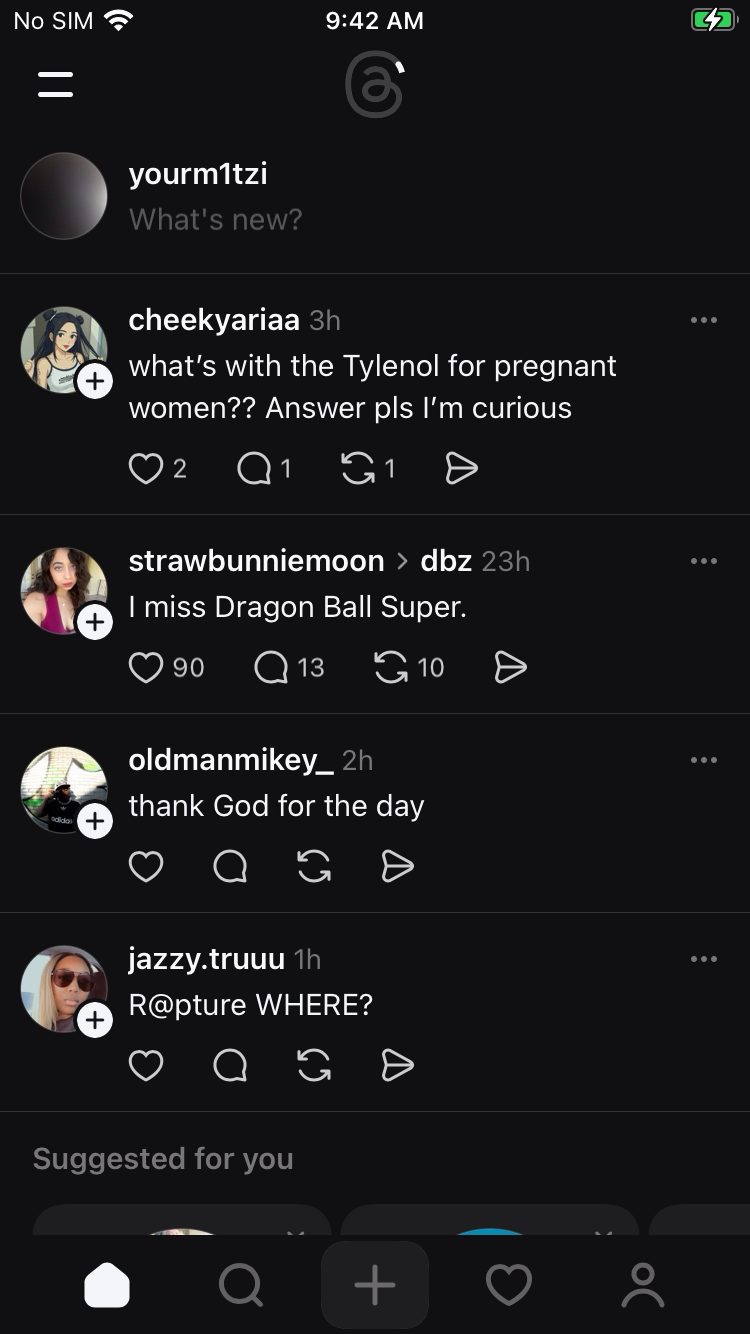 No SIM 9:42 AM
yourm1tzi
What's new?
cheekyariaa 3h
what’s with the Tylenol for pregnant
women?? Answer pls I’m curious
2 1 1
strawbunniemoon > dbz 23h
I miss Dragon Ball Super.
90 13 10
oldmanmikey_ 2h
thank God for the day
jazzy.truuu 1h
R@pture WHERE?
Suggested for you